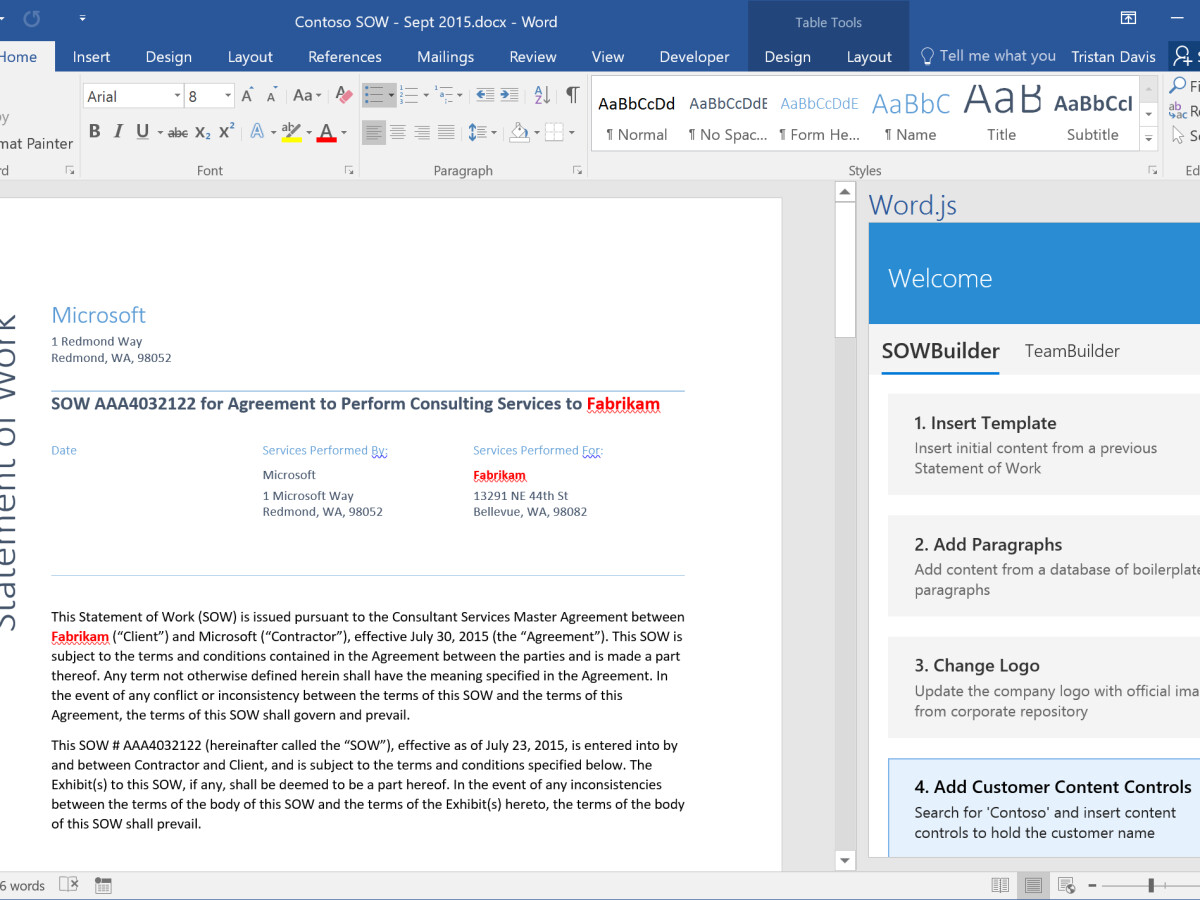 Contoso SOW - Sept 2015.docx - Word
Table Tools
Home Insert Design Layout References Mailings Review View Developer Design Layout Tell me what you Tristan Davis
Arial 8 A A Aa A
AaBbCcDd AaBbCcDdE AaBbCcDdE AaBbC AaB AaBbCcl
B I U abc X₂ X² A aby A
¶ Normal ¶ No Spac... ¶ Form He... ¶ Name Title Subtitle
mat Painter
Font Paragraph Styles
Word.js
Welcome
SOWBuilder TeamBuilder
1. Insert Template
Insert initial content from a previous
Statement of Work
2. Add Paragraphs
Add content from a database of boilerplate
paragraphs
3. Change Logo
Update the company logo with official ima
from corporate repository
4. Add Customer Content Controls
Search for 'Contoso' and insert content
controls to hold the customer name
Statement of Work
Microsoft
1 Redmond Way
Redmond, WA, 98052
SOW AAA4032122 for Agreement to Perform Consulting Services to Fabrikam
Date Services Performed By: Services Performed For:
Microsoft Fabrikam
1 Microsoft Way 13291 NE 44th St
Redmond, WA, 98052 Bellevue, WA, 98082
This Statement of Work (SOW) is issued pursuant to the Consultant Services Master Agreement between
Fabrikam (“Client”) and Microsoft (“Contractor”), effective July 30, 2015 (the “Agreement”). This SOW is
subject to the terms and conditions contained in the Agreement between the parties and is made a part
thereof. Any term not otherwise defined herein shall have the meaning specified in the Agreement. In
the event of any conflict or inconsistency between the terms of this SOW and the terms of this
Agreement, the terms of this SOW shall govern and prevail.
This SOW # AAA4032122 (hereinafter called the “SOW”), effective as of July 23, 2015, is entered into by
and between Contractor and Client, and is subject to the terms and conditions specified below. The
Exhibit(s) to this SOW, if any, shall be deemed to be a part hereof. In the event of any inconsistencies
between the terms of the body of this SOW and the terms of the Exhibit(s) hereto, the terms of the body
of this SOW shall prevail.
6 words